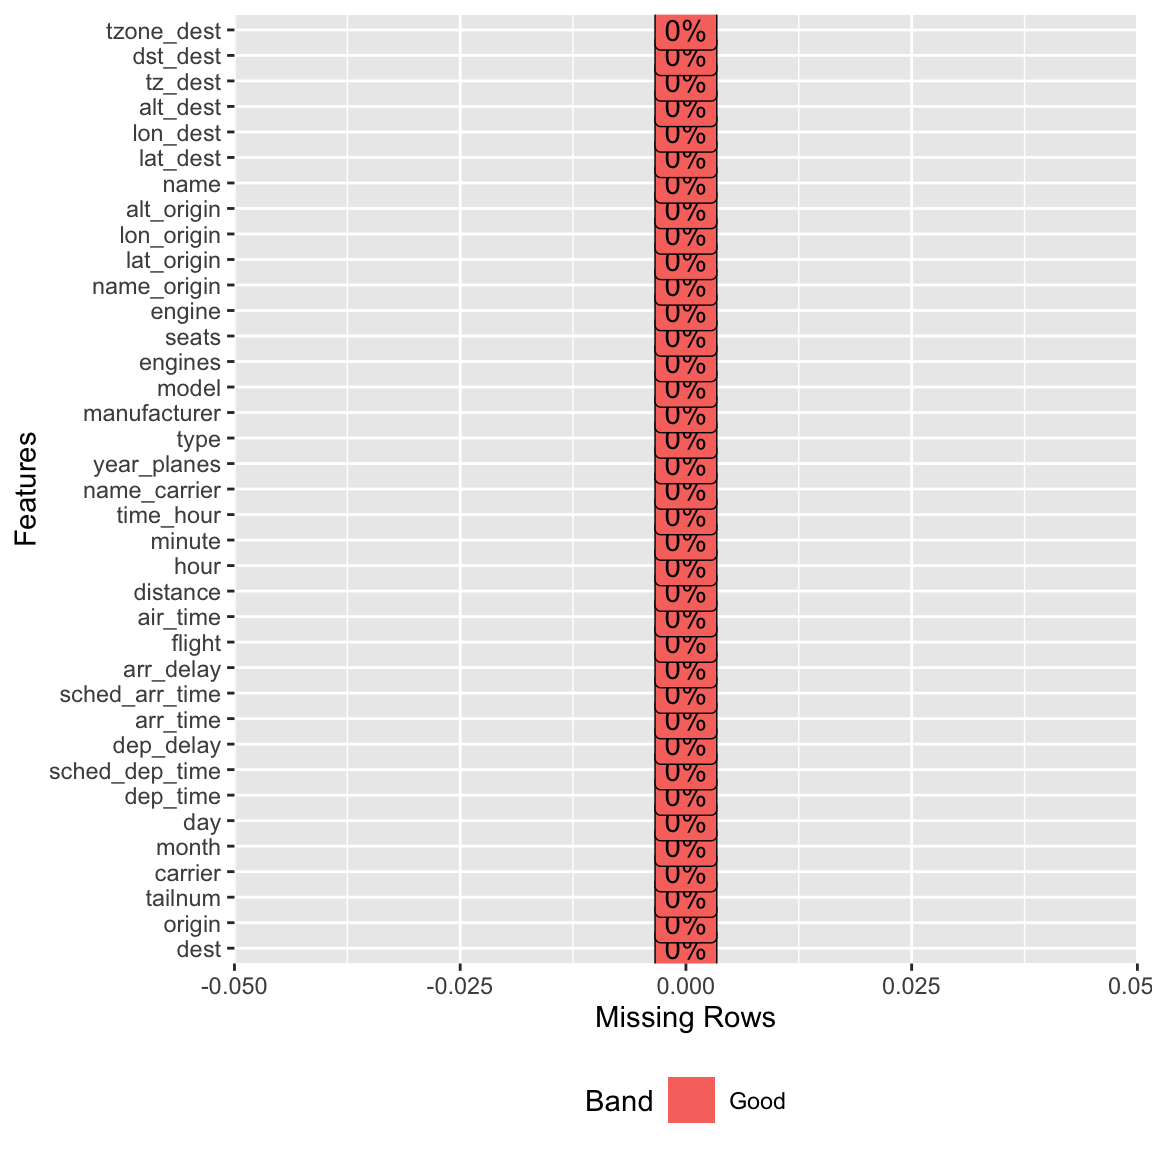 tzone_dest 0%
dst_dest 0%
tz_dest 0%
alt_dest 0%
lon_dest 0%
lat_dest 0%
name 0%
alt_origin 0%
lon_origin 0%
lat_origin 0%
name_origin 0%
engine 0%
seats 0%
engines 0%
model 0%
manufacturer 0%
type 0%
year_planes 0%
name_carrier 0%
time_hour 0%
minute 0%
hour 0%
distance 0%
air_time 0%
flight 0%
arr_delay 0%
sched_arr_time 0%
arr_time 0%
dep_delay 0%
sched_dep_time 0%
dep_time 0%
day 0%
month 0%
carrier 0%
tailnum 0%
origin 0%
dest 0%
Features
-0.050 -0.025 0.000 0.025 0.05
Missing Rows
Band Good